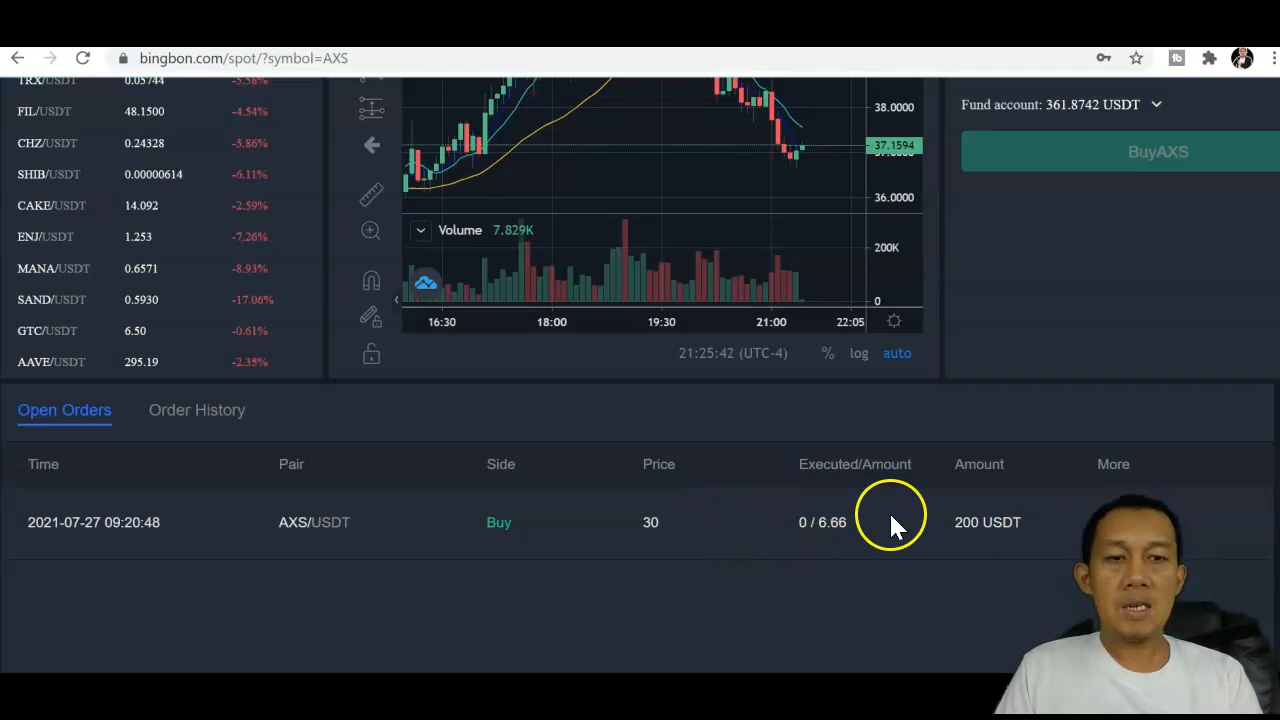 bingbon.com/spot/?symbol=AXS
TRX/USDT 0.05744 -5.58%
FIL/USDT 48.1500 -4.54%
CHZ/USDT 0.24328 -5.86%
SHIB/USDT 0.00000614 -6.11%
CAKE/USDT 14.092 -2.59%
ENJ/USDT 1.253 -7.26%
MANA/USDT 0.6571 -8.93%
SAND/USDT 0.5930 -17.06%
GTC/USDT 6.50 -0.61%
AAVE/USDT 295.19 -2.35%
38.0000
37.1594
36.0000
Volume 7.829K
200K
0
16:30 18:00 19:30 21:00 22:05
21:25:42 (UTC-4) % log auto
Fund account: 361.8742 USDT
BuyAXS
Open Orders Order History
Time Pair Side Price Executed/Amount Amount More
2021-07-27 09:20:48 AXS/USDT Buy 30 0 / 6.66 200 USDT